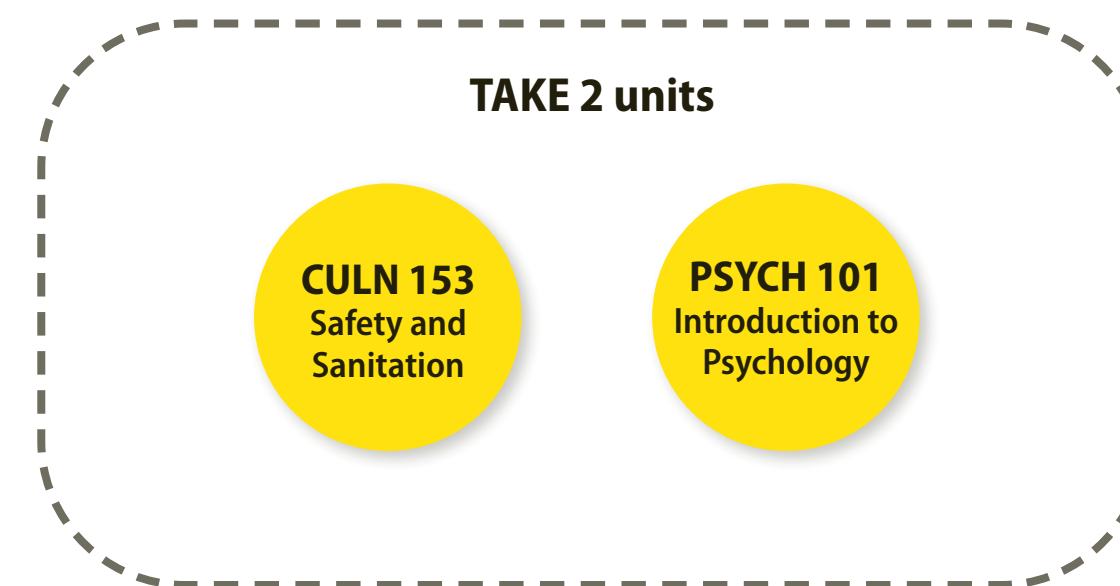 TAKE 2 units
CULN 153
Safety and
Sanitation
PSYCH 101
Introduction to
Psychology